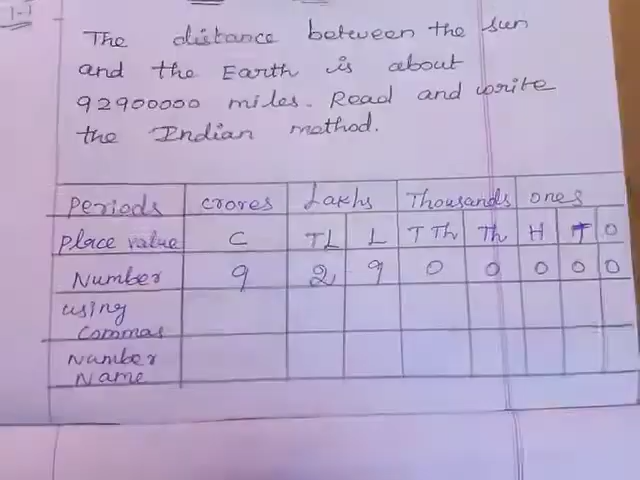 1-1
The distance between the sun
and the Earth is about
92900000 miles. Read and write
the Indian method.
Periods crores Lakhs Thousands ones
Place value C TL L T Th Th H T O
Number 9 2 9 0 0 0 0 0
using
Commas
Number
Name